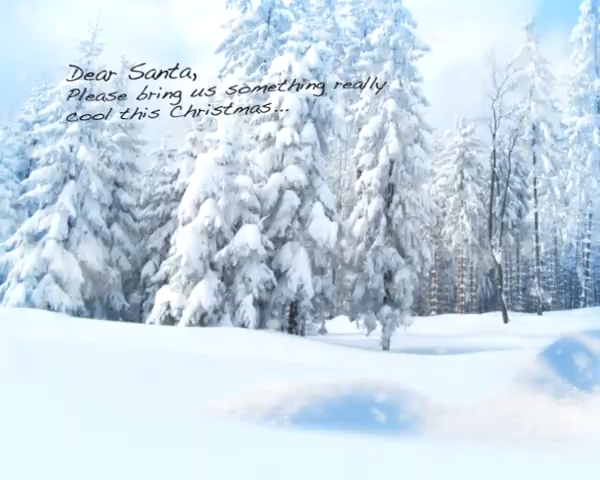 Dear Santa,
Please bring us something really
cool this Christmas...